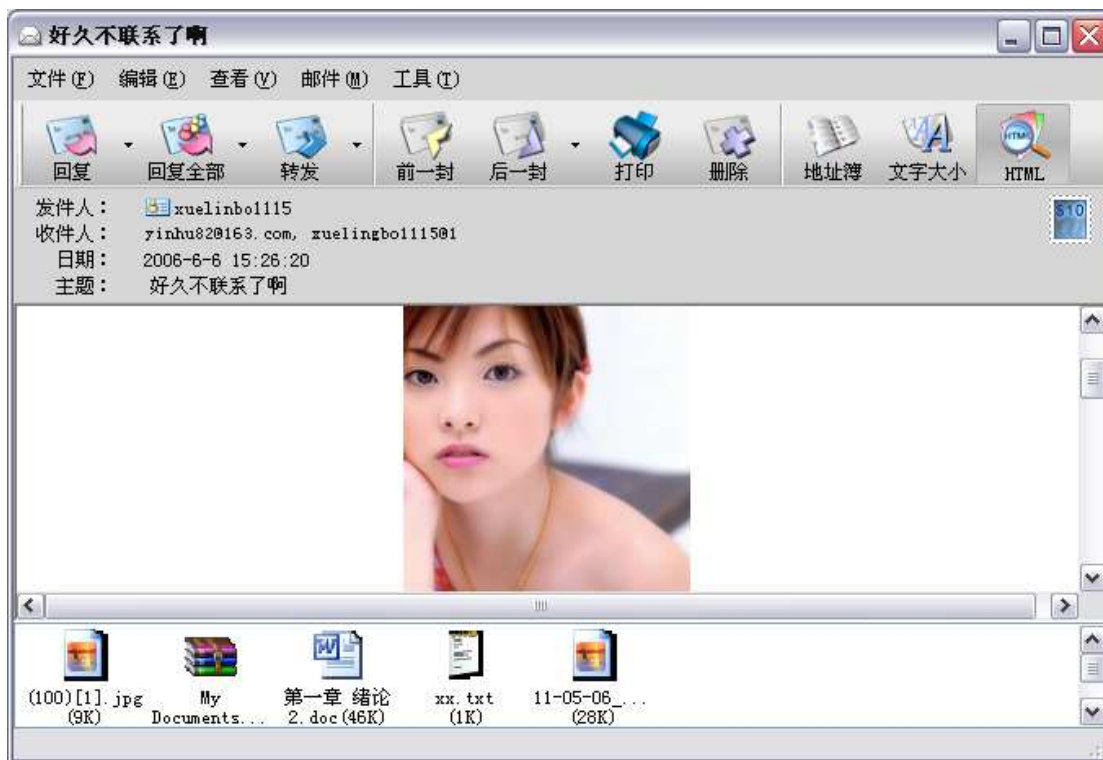 好久不联系了啊
文件(F) 编辑(E) 查看(V) 邮件(M) 工具(T)
回复 回复全部 转发 前一封 后一封 打印 删除 地址簿 文字大小 HTML
发件人: xuelinbo1115
$10
收件人: yinhu82@163.com, xuelingbo1115@1
日期: 2006-6-6 15:26:20
主题: 好久不联系了啊
(100)[1].jpg (9K)
My Documents...
第一章 绪论2.doc(46K)
xx.txt (1K)
11-05-06_... (28K)